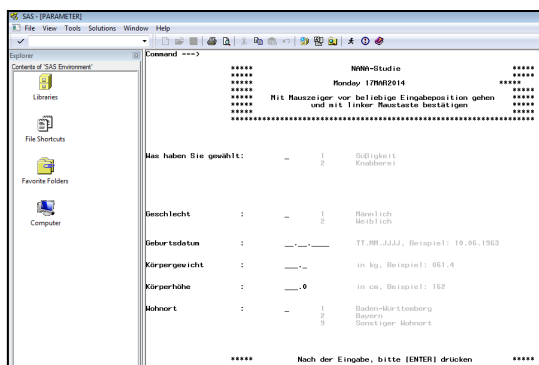 SAS - [PARAMETER]
File View Tools Solutions Window Help
Explorer
Contents of 'SAS Environment'
Libraries
File Shortcuts
Favorite Folders
Computer
Command --->
***** NANA-Studie *****
*****
***** Monday 17MAR2014 *****
*****
***** Mit Mauszeiger vor beliebige Eingabeposition gehen *****
***** und mit linker Maustaste bestätigen *****
Was haben Sie gewählt: _ 1 Süßigkeit
2 Knabberei
Geschlecht : _ 1 Männlich
2 Weiblich
Geburtsdatum : __.__.____ TT.MM.JJJJ, Beispiel: 10.06.1963
Körpergewicht : ___._ in kg, Beispiel: 061.4
Körperhöhe : ___.0 in cm, Beispiel: 162
Wohnort : _ 1 Baden-Württemberg
2 Bayern
9 Sonstiger Wohnort
***** Nach der Eingabe, bitte [ENTER] drücken *****